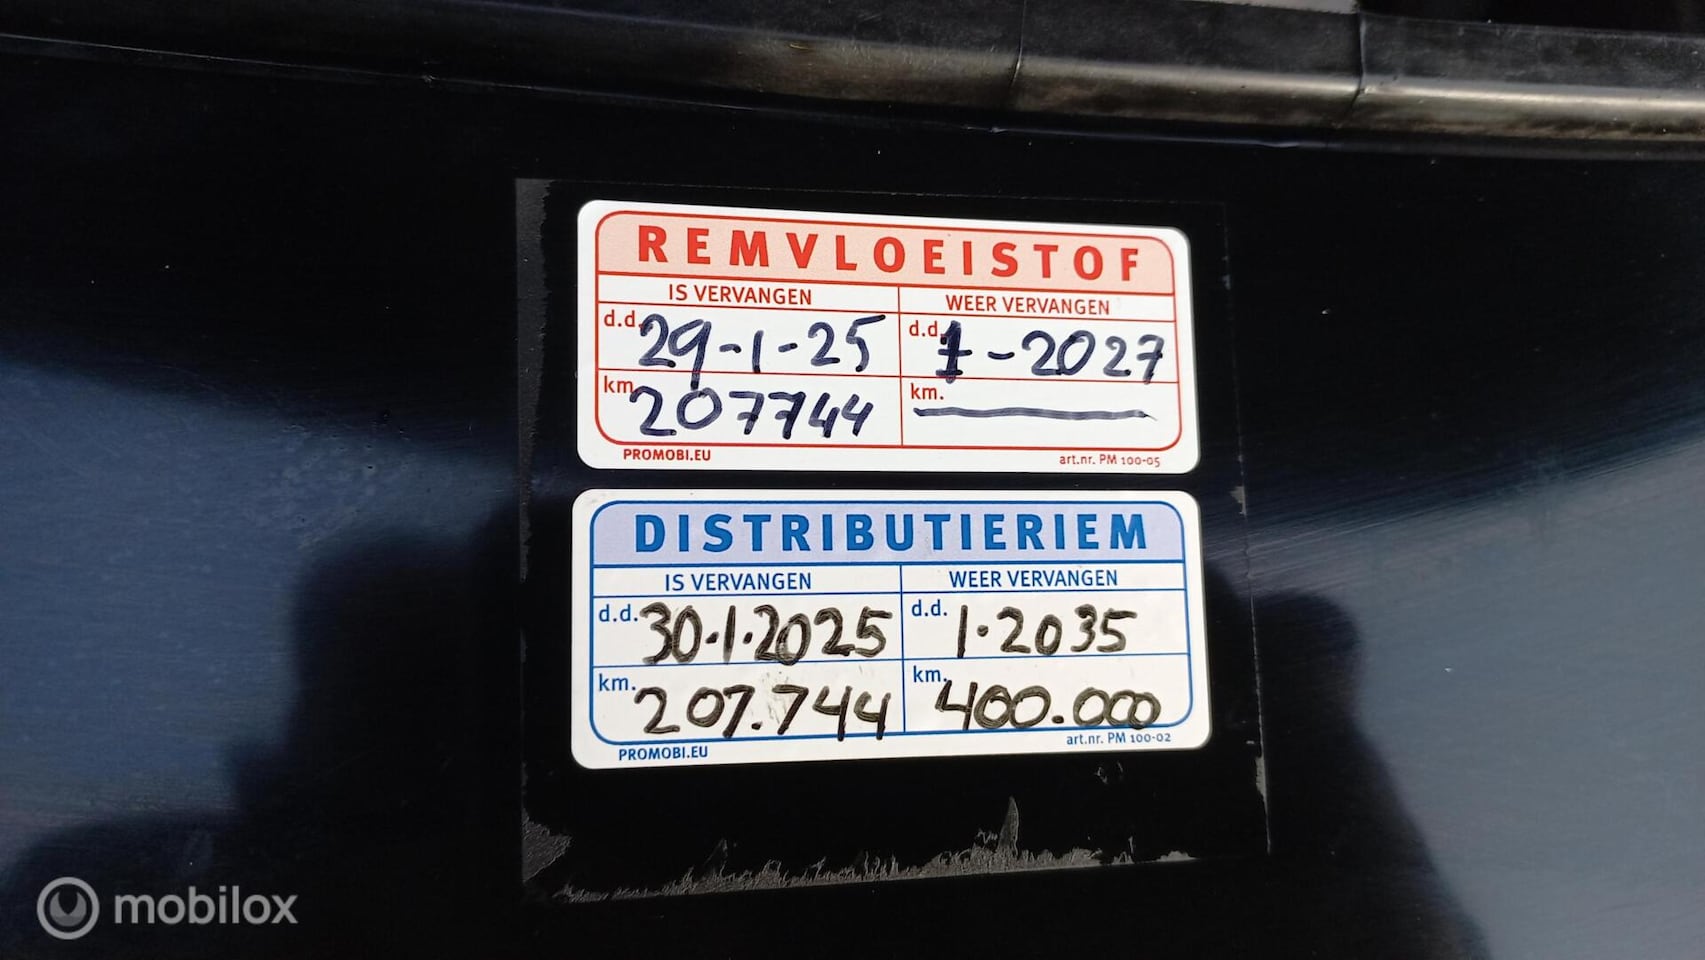 REMVLOEISTOF
IS VERVANGEN WEER VERVANGEN
d.d. 29-1-25 d.d. 1-2027
km. 207744 km.
PROMOBI.EU art.nr. PM 100-05
DISTRIBUTIERIEM
IS VERVANGEN WEER VERVANGEN
d.d. 30.1.2025 d.d. 1.2035
km. 207.744 km. 400.000
PROMOBI.EU art.nr. PM 100-02
mobilox